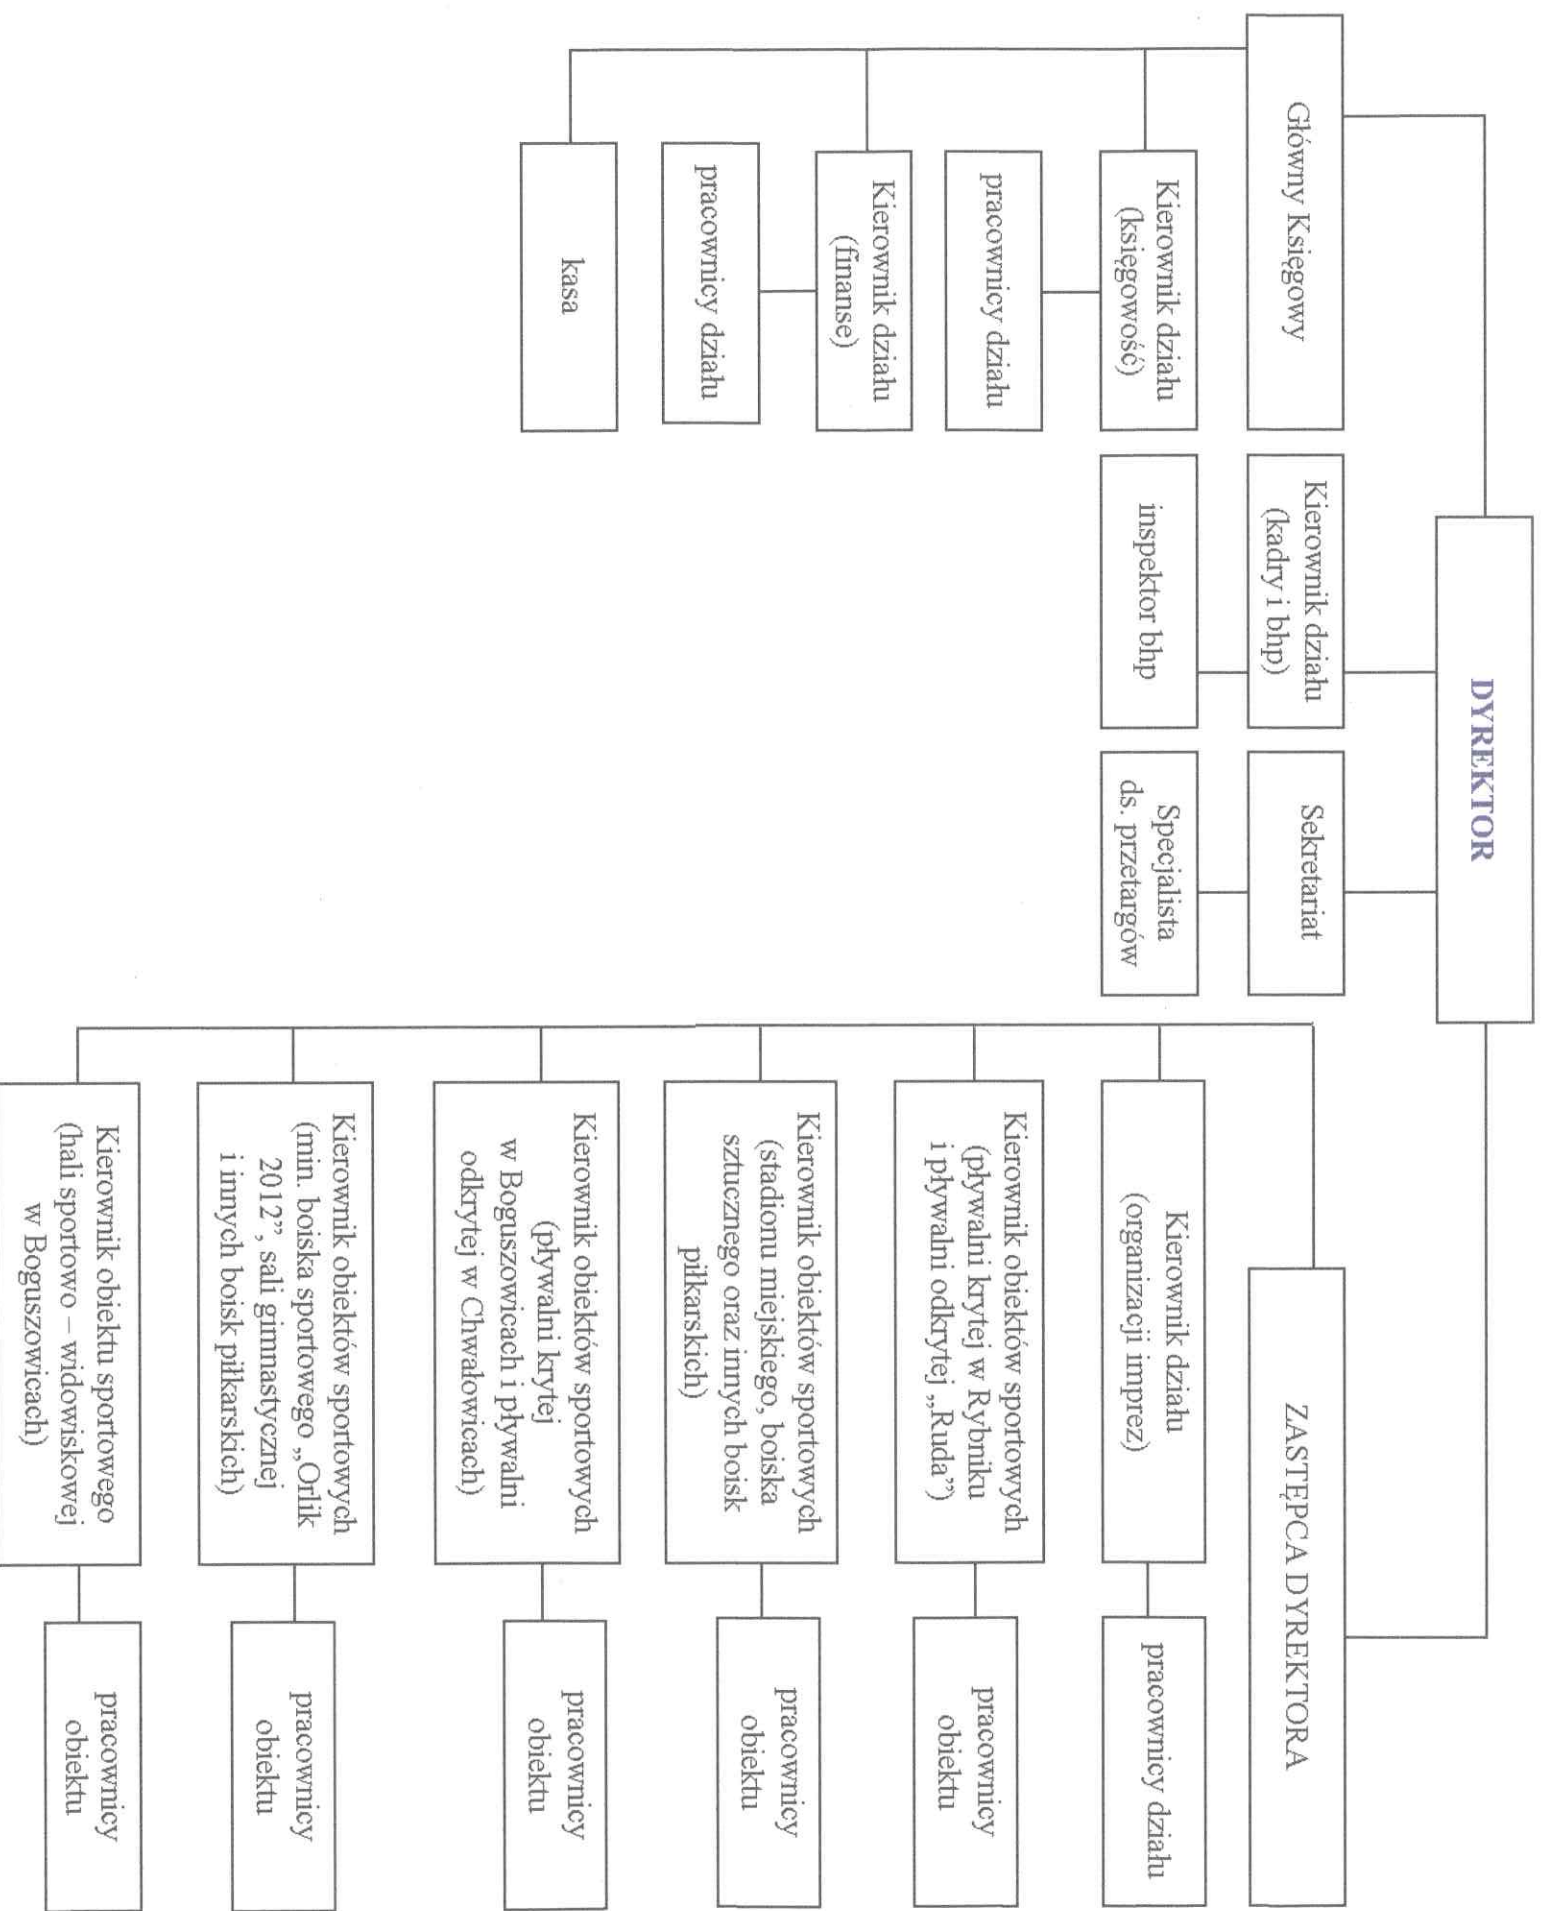 DYREKTOR
Główny Księgowy
Kierownik działu
(kadry i bhp)
Sekretariat
ZASTĘPCA DYREKTORA
Kierownik działu
(księgowość)
inspektor bhp
Specjalista
ds. przetargów
Kierownik działu
(organizacji imprez)
pracownicy działu
pracownicy działu
Kierownik obiektów sportowych
(pływalni krytej w Rybniku
i pływalni odkrytej „Ruda”)
pracownicy
obiektu
Kierownik działu
(finanse)
pracownicy działu
Kierownik obiektów sportowych
(stadionu miejskiego, boiska
sztucznego oraz innych boisk
piłkarskich)
pracownicy
obiektu
kasa
Kierownik obiektów sportowych
(pływalni krytej
w Boguszowicach i pływalni
odkrytej w Chwałowicach)
pracownicy
obiektu
Kierownik obiektów sportowych
(min. boiska sportowego „Orlik
2012”, sali gimnastycznej
i innych boisk piłkarskich)
pracownicy
obiektu
Kierownik obiektu sportowego
(hali sportowo – widowiskowej
w Boguszowicach)
pracownicy
obiektu